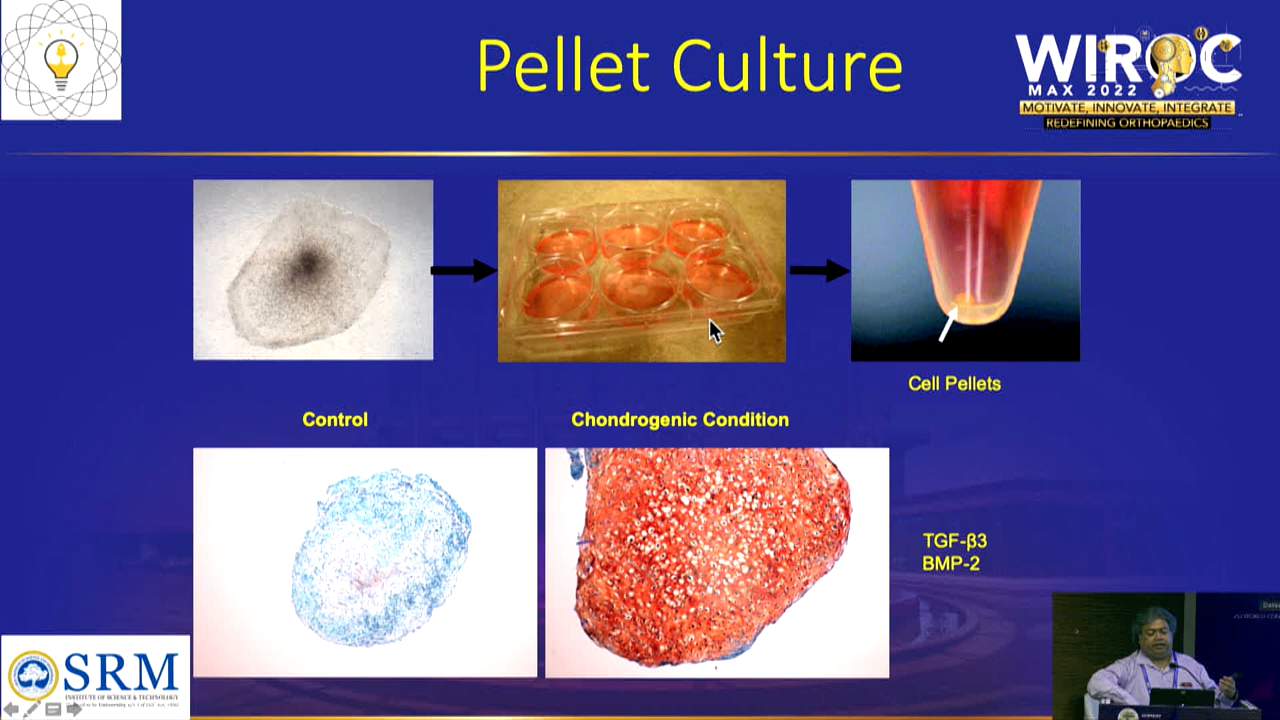 Pellet Culture
WIROC
MAX 2022
MOTIVATE, INNOVATE, INTEGRATE
REDEFINING ORTHOPAEDICS
Cell Pellets
Control
Chondrogenic Condition
TGF-β3
BMP-2
SRM
INSTITUTE OF SCIENCE & TECHNOLOGY